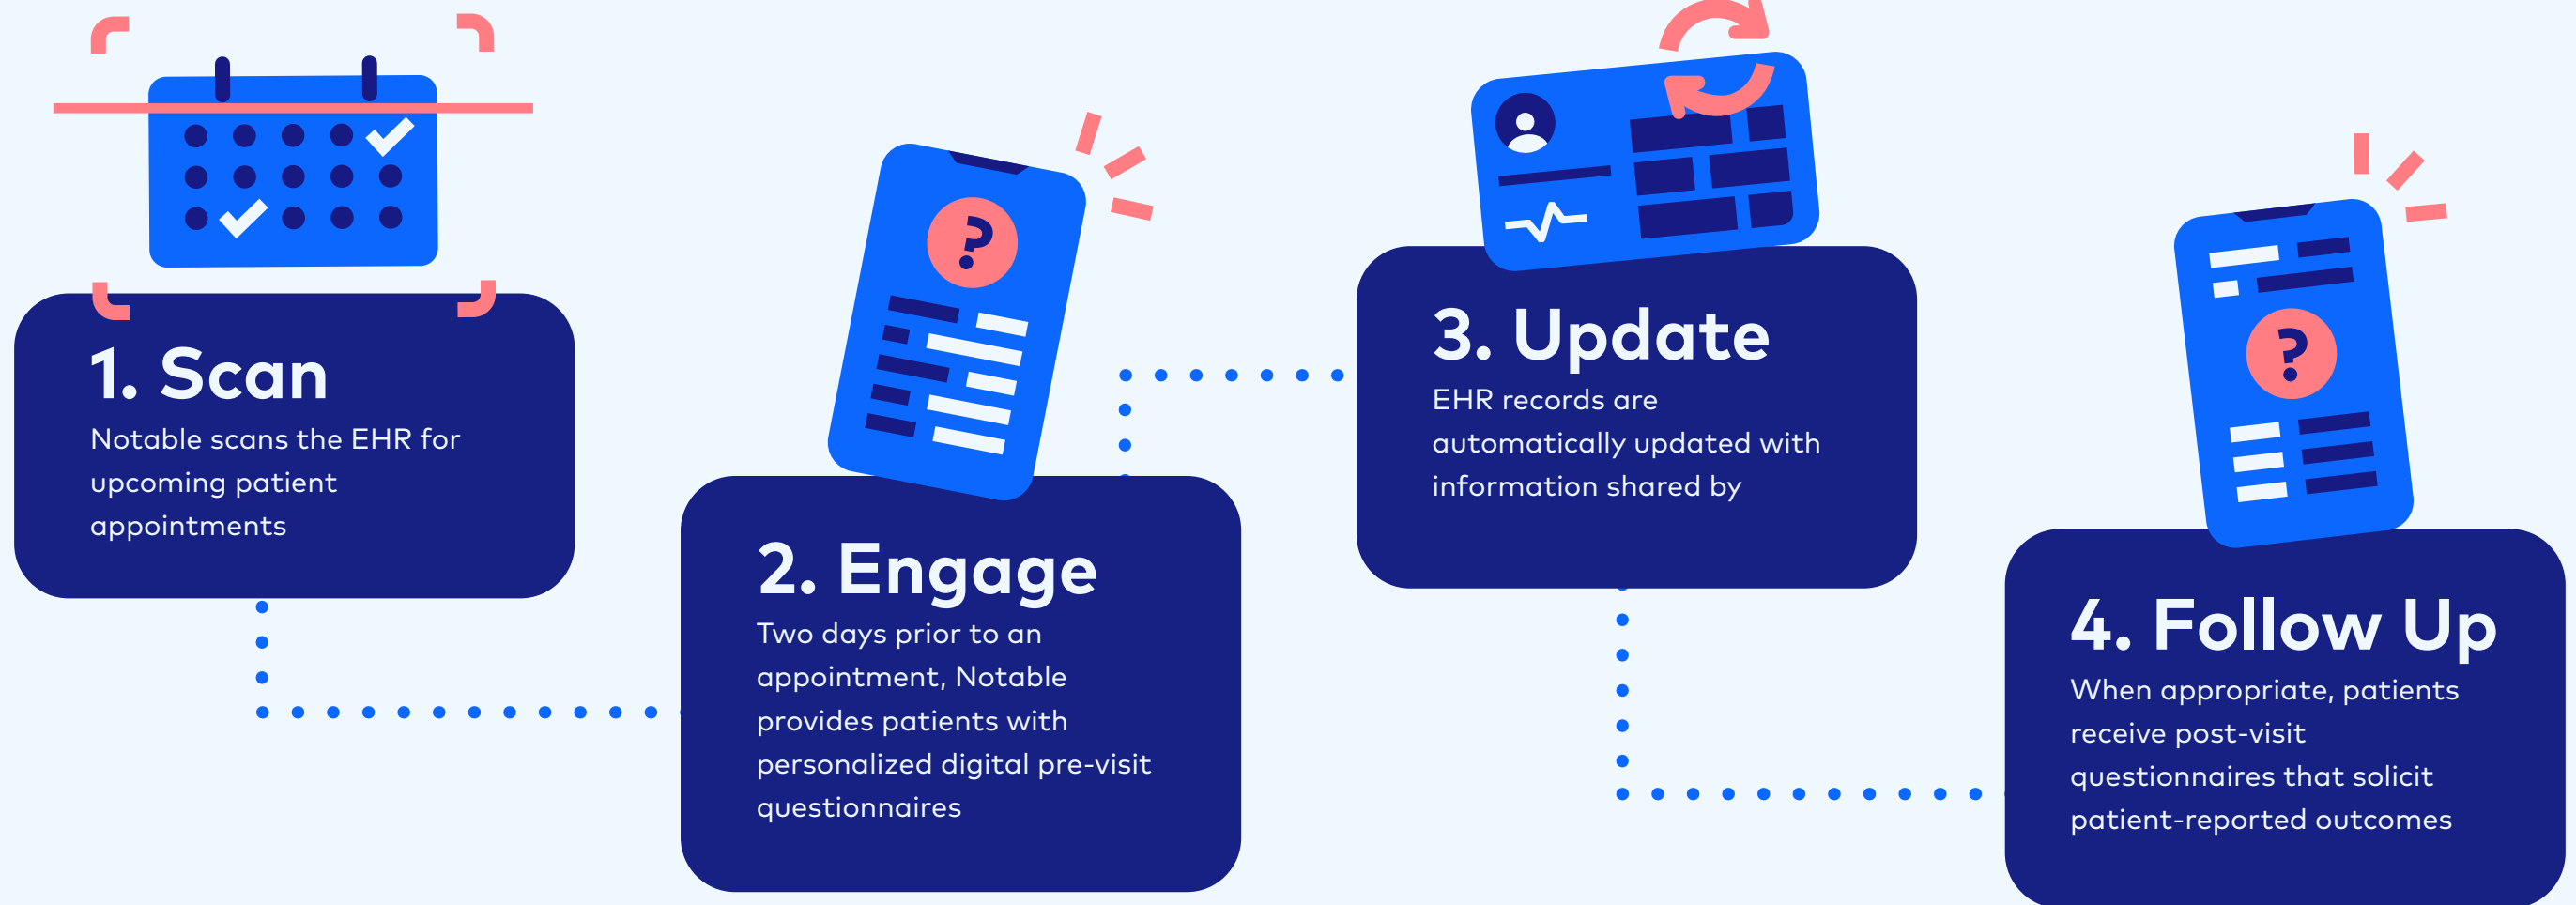 1. Scan
Notable scans the EHR for
upcoming patient
appointments
?
2. Engage
Two days prior to an
appointment, Notable
provides patients with
personalized digital pre-visit
questionnaires
3. Update
EHR records are
automatically updated with
information shared by
?
4. Follow Up
When appropriate, patients
receive post-visit
questionnaires that solicit
patient-reported outcomes